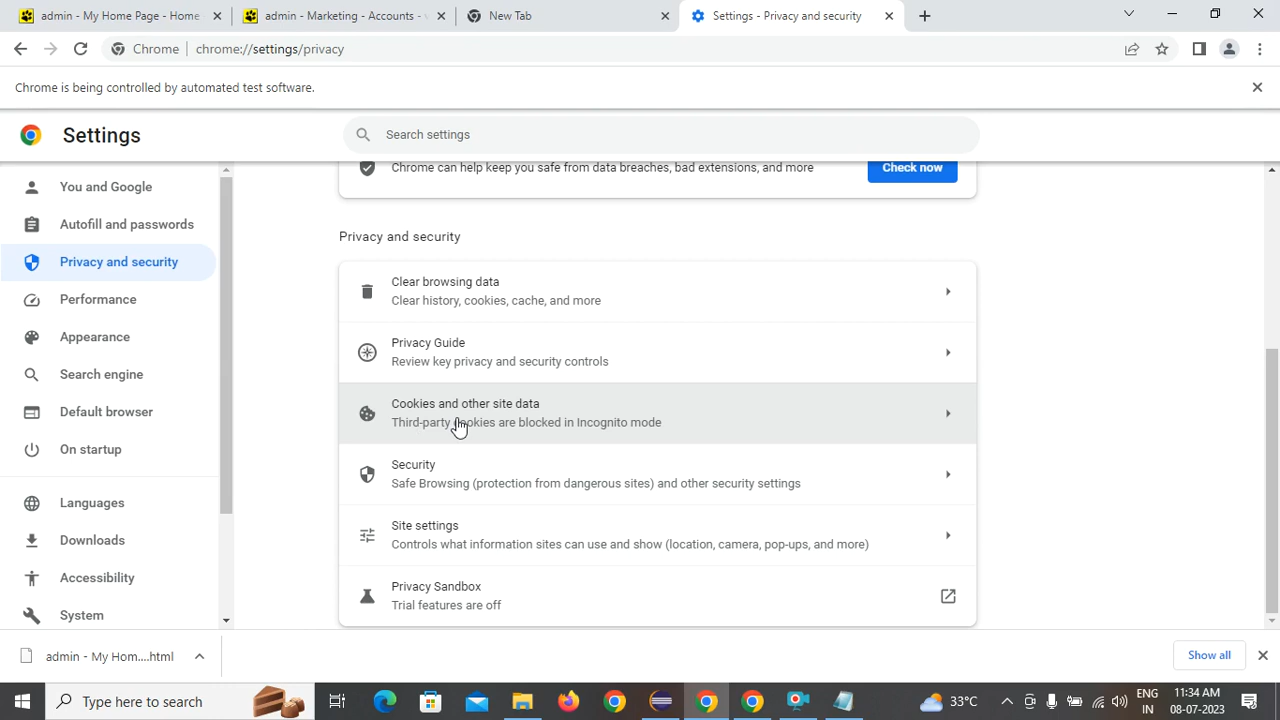 admin - My Home Page - Home
admin - Marketing - Accounts - v
New Tab
Settings - Privacy and security
Chrome
chrome://settings/privacy
Chrome is being controlled by automated test software.
Settings
Search settings
You and Google
Autofill and passwords
Privacy and security
Performance
Appearance
Search engine
Default browser
On startup
Languages
Downloads
Accessibility
System
Chrome can help keep you safe from data breaches, bad extensions, and more
Check now
Privacy and security
Clear browsing data
Clear history, cookies, cache, and more
Privacy Guide
Review key privacy and security controls
Cookies and other site data
Third-party cookies are blocked in Incognito mode
Security
Safe Browsing (protection from dangerous sites) and other security settings
Site settings
Controls what information sites can use and show (location, camera, pop-ups, and more)
Privacy Sandbox
Trial features are off
admin - My Hom....html
Show all
Type here to search
33°C
ENG
IN
11:34 AM
08-07-2023